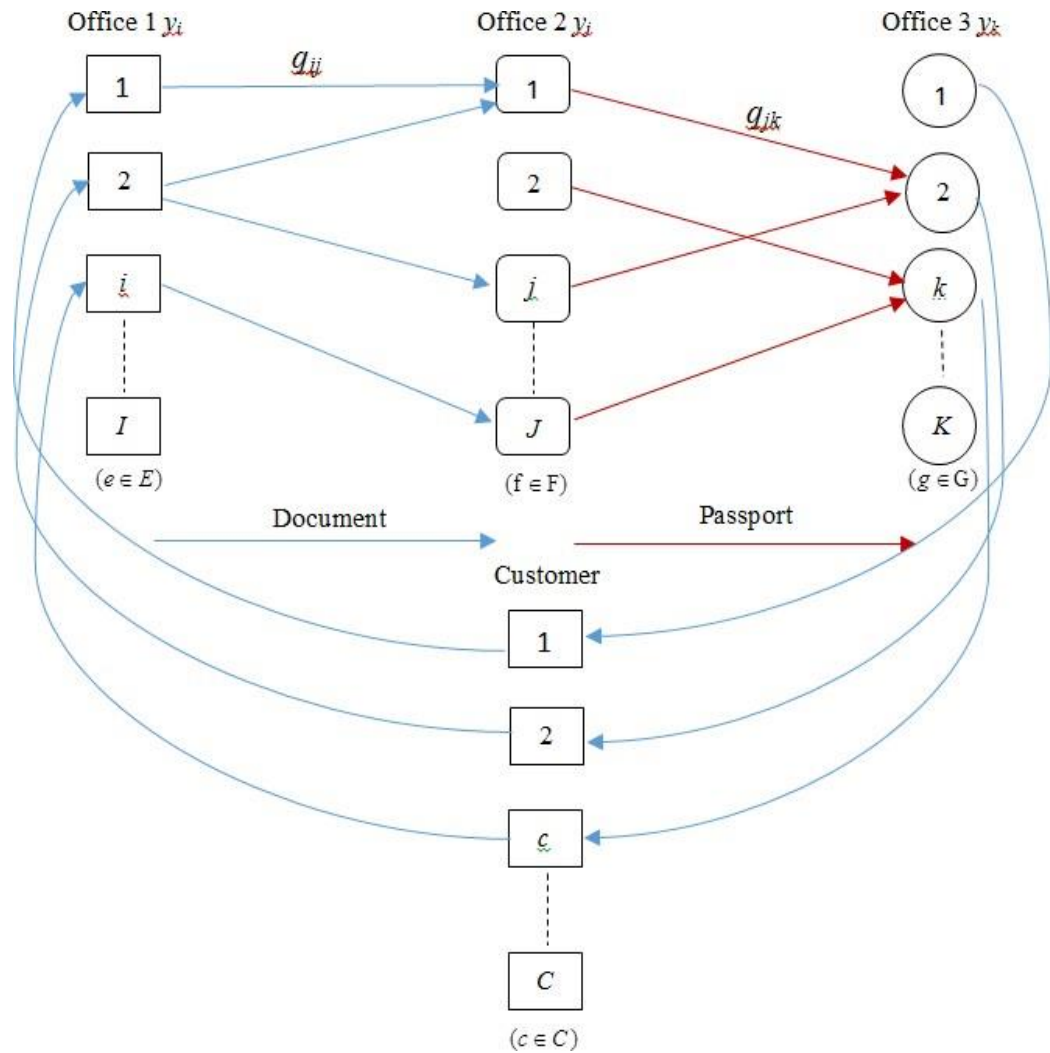 Office 1 yi Office 2 yj Office 3 yk
1 qij 1 1
qjk
2 2 2
i j k
I J K
(e ∈ E) (f ∈ F) (g ∈ G)
Document Passport
Customer
1
2
c
C
(c ∈ C)